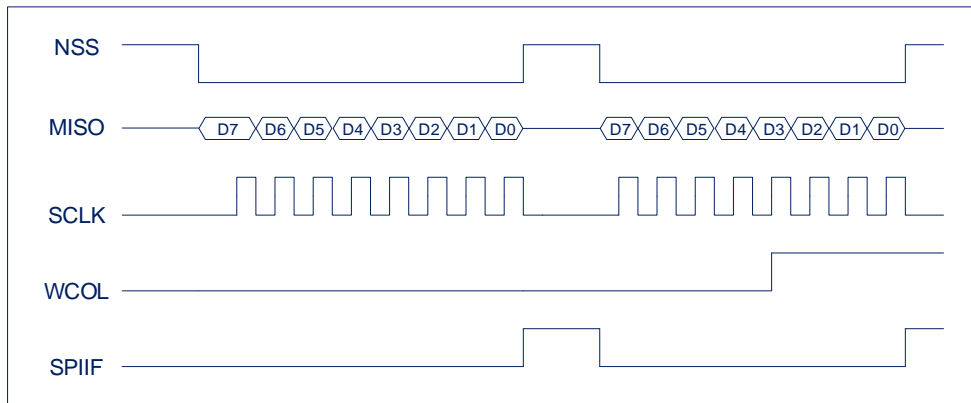 NSS
MISO D7 D6 D5 D4 D3 D2 D1 D0 D7 D6 D5 D4 D3 D2 D1 D0
SCLK
WCOL
SPIIF